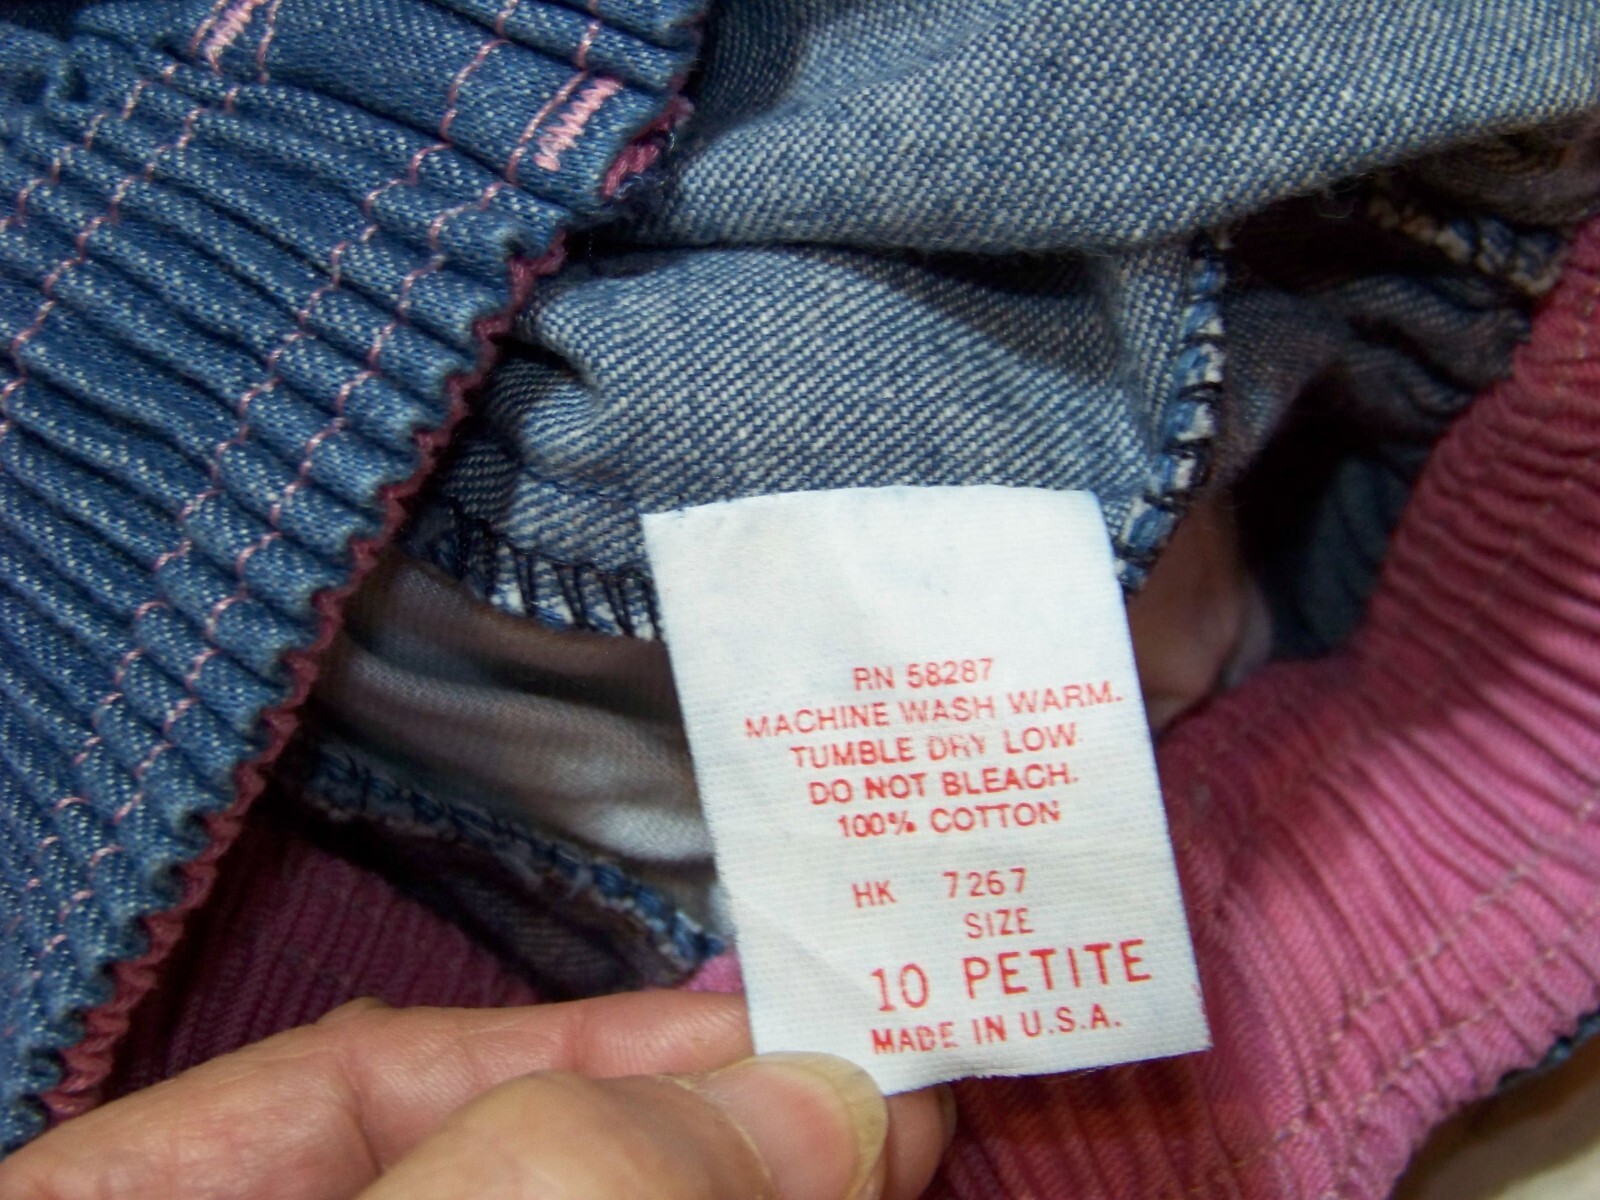 RN 58287
MACHINE WASH WARM.
TUMBLE DRY LOW
DO NOT BLEACH.
100% COTTON
HK 7267
SIZE
10 PETITE
MADE IN U.S.A.